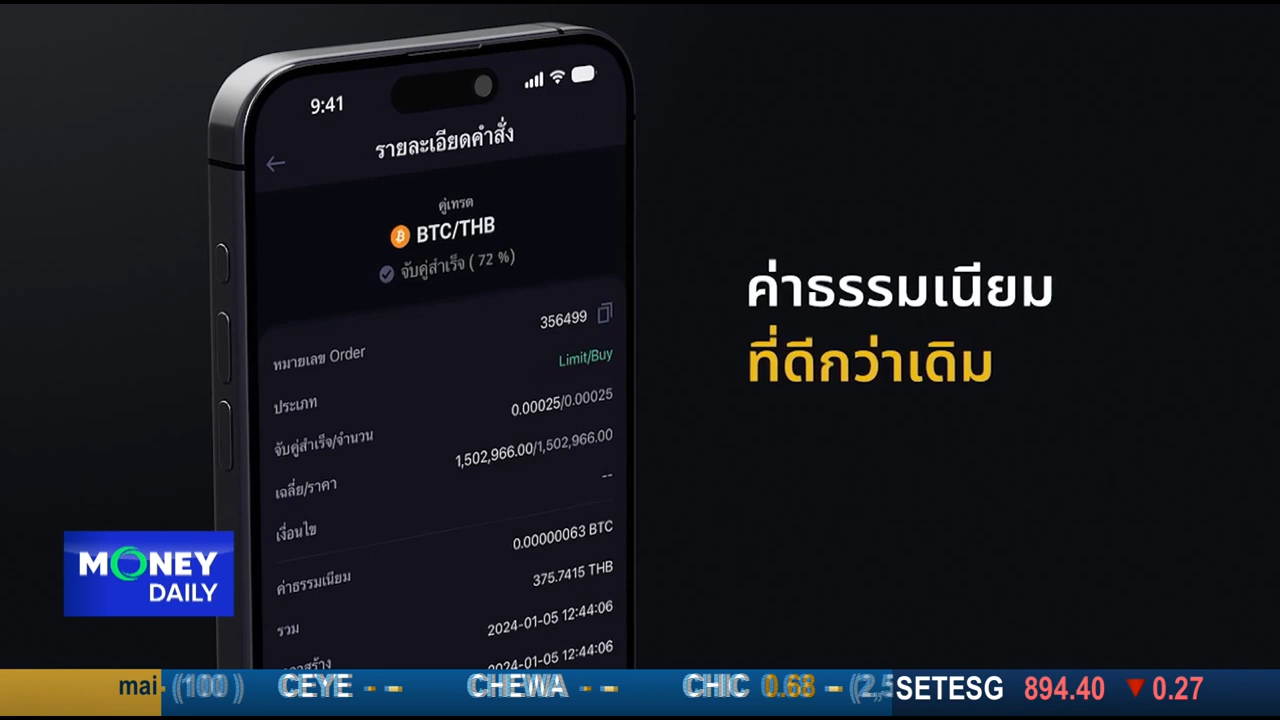 9:41
รายละเอียดคำสั่ง
คู่เทรด
BTC/THB
จับคู่สำเร็จ ( 72 %)
หมายเลข Order 356499
ประเภท Limit/Buy
จับคู่สำเร็จ/จำนวน 0.00025/0.00025
เฉลี่ย/ราคา 1,502,966.00/1,502,966.00
เงื่อนไข --
ค่าธรรมเนียม 0.00000063 BTC
รวม 375.7415 THB
2024-01-05 12:44:06
2024-01-05 12:44:06
ค่าธรรมเนียม
ที่ดีกว่าเดิม
MONEY
DAILY
mai (100) CEYE - - CHEWA - - CHIC 0.68 - (2,5 SETESG 894.40 ▼ 0.27